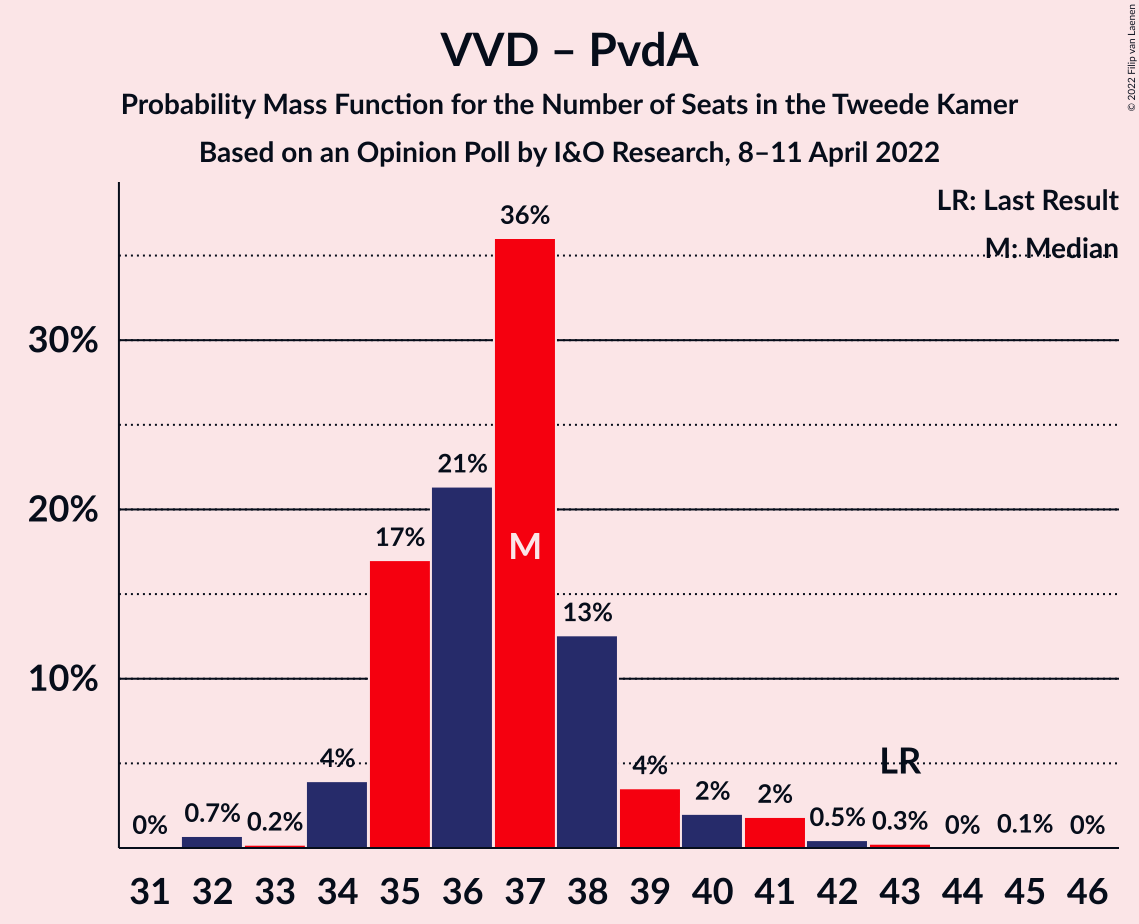 VVD – PvdA
Probability Mass Function for the Number of Seats in the Tweede Kamer
Based on an Opinion Poll by I&O Research, 8–11 April 2022
© 2022 Filip van Laenen
LR: Last Result
M: Median
30%
20%
10%
0%
0.7%
0.2%
4%
17%
21%
36%
M
13%
4%
2%
2%
0.5%
0.3%
LR
0%
0.1%
0%
31 32 33 34 35 36 37 38 39 40 41 42 43 44 45 46